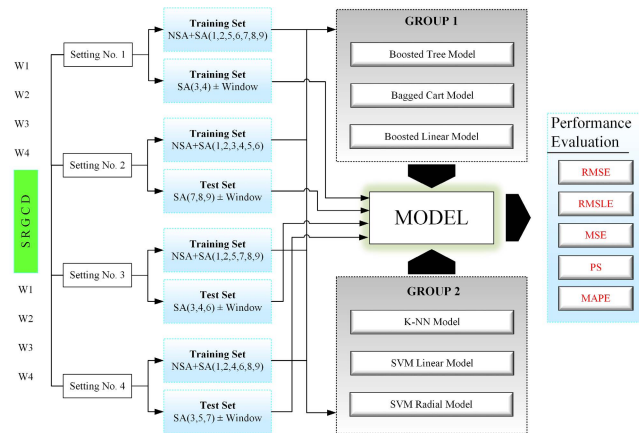 W1
W2
W3
W4
SRGCD
W1
W2
W3
W4
Setting No. 1
Setting No. 2
Setting No. 3
Setting No. 4
Training Set
NSA+SA(1,2,5,6,7,8,9)
Training Set
SA(3,4) ± Window
Training Set
NSA+SA(1,2,3,4,5,6)
Test Set
SA(7,8,9) ± Window
Training Set
NSA+SA(1,2,5,7,8,9)
Test Set
SA(3,4,6) ± Window
Training Set
NSA+SA(1,2,4,6,8,9)
Test Set
SA(3,5,7) ± Window
GROUP 1
Boosted Tree Model
Bagged Cart Model
Boosted Linear Model
MODEL
GROUP 2
K-NN Model
SVM Linear Model
SVM Radial Model
Performance
Evaluation
RMSE
RMSLE
MSE
PS
MAPE